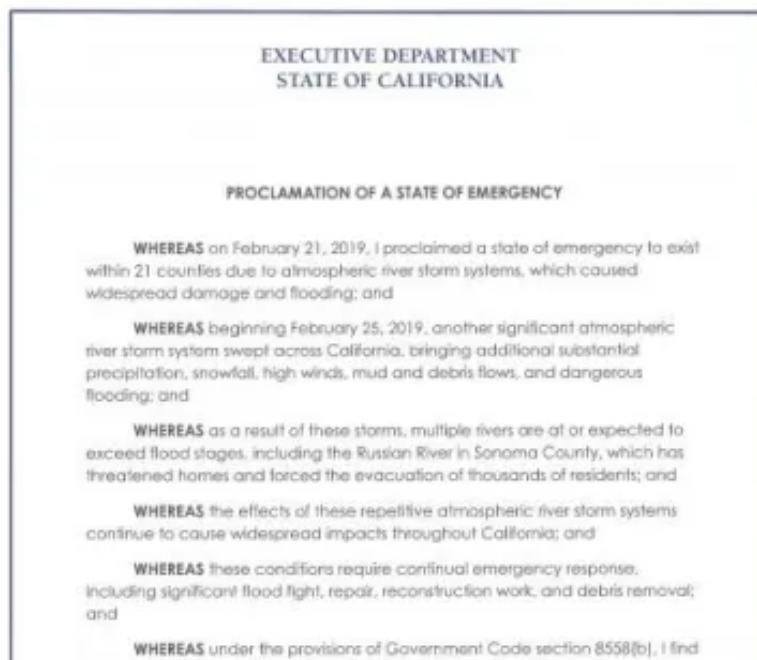 EXECUTIVE DEPARTMENT
STATE OF CALIFORNIA
PROCLAMATION OF A STATE OF EMERGENCY
WHEREAS on February 21, 2019, I proclaimed a state of emergency to exist
within 21 counties due to atmospheric river storm systems, which caused
widespread damage and flooding; and
WHEREAS beginning February 25, 2019, another significant atmospheric
river storm system swept across California, bringing additional substantial
precipitation, snowfall, high winds, mud and debris flows, and dangerous
flooding; and
WHEREAS as a result of these storms, multiple rivers are at or expected to
exceed flood stages, including the Russian River in Sonoma County, which has
threatened homes and forced the evacuation of thousands of residents; and
WHEREAS the effects of these repetitive atmospheric river storm systems
continue to cause widespread impacts throughout California; and
WHEREAS these conditions require continual emergency response,
including significant flood fight, repair, reconstruction work, and debris removal;
and
WHEREAS under the provisions of Government Code section 8558(b), I find